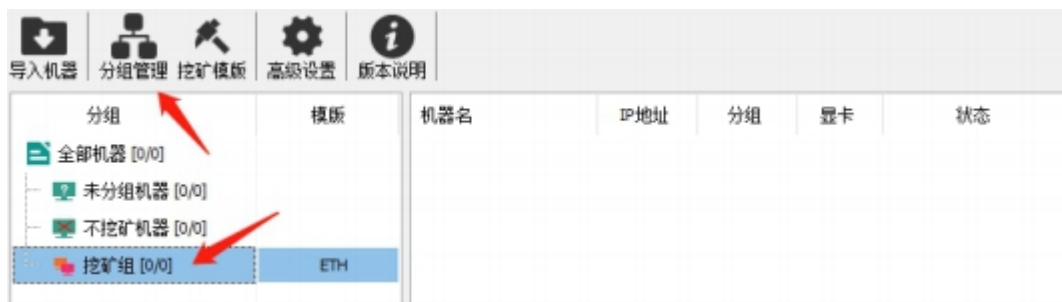 导入机器 分组管理 挖矿模版 高级设置 版本说明
分组 模版 机器名 IP地址 分组 显卡 状态
全部机器 [0/0]
未分组机器 [0/0]
不挖矿机器 [0/0]
挖矿组 [0/0] ETH